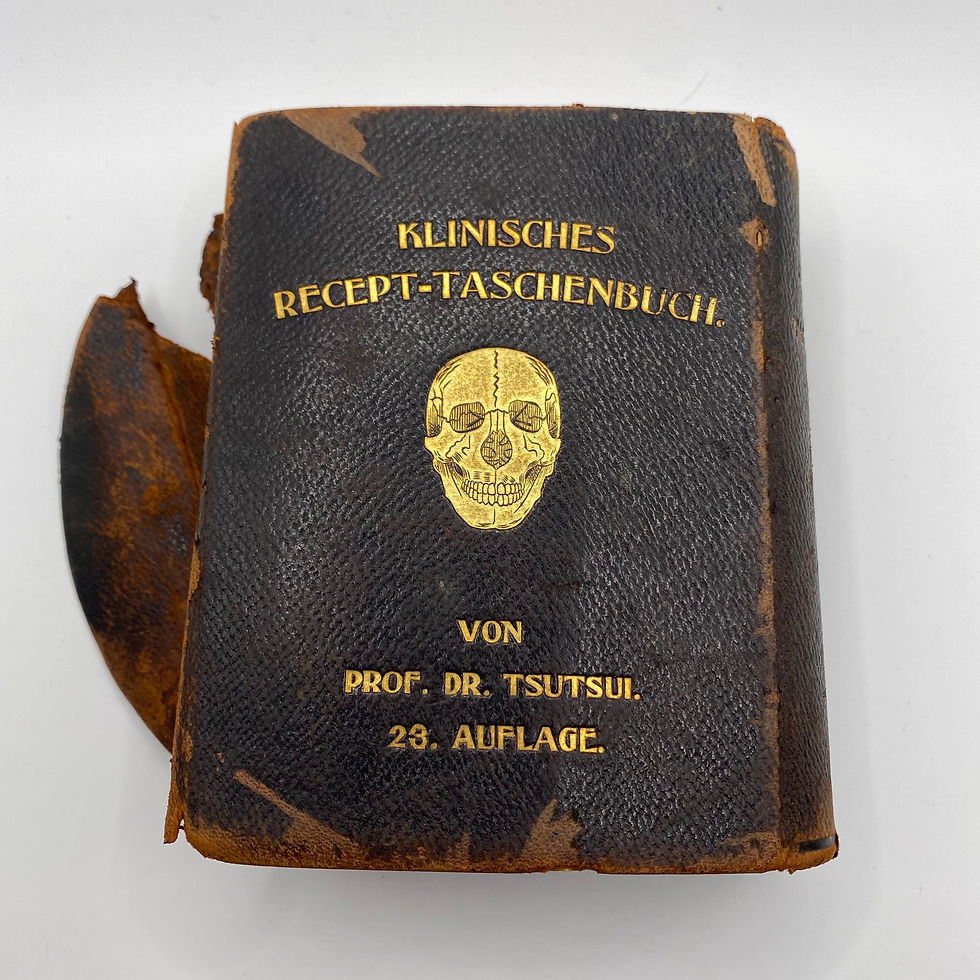 KLINISCHES
RECEPT-TASCHENBUCH.
VON
PROF. DR. TSUTSUI.
23. AUFLAGE.